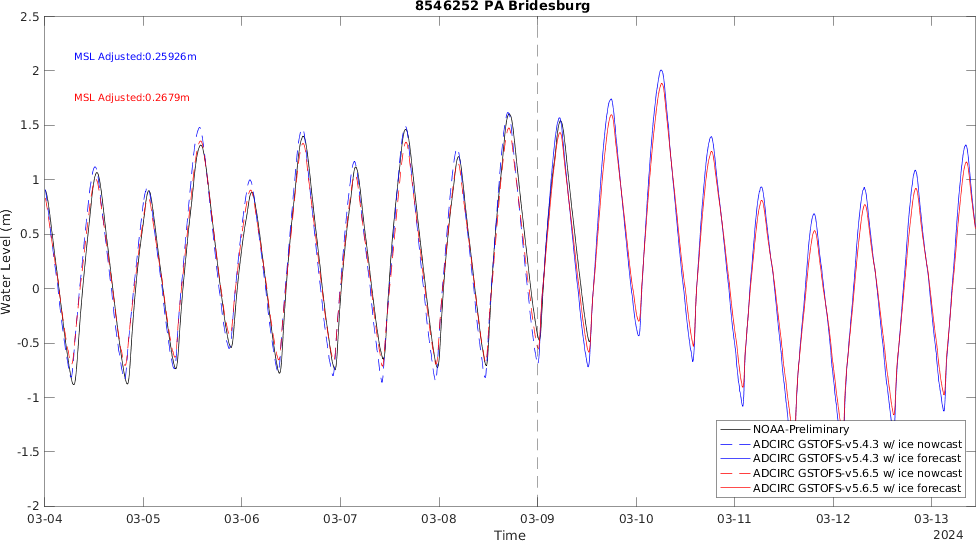 8546252 PA Bridesburg
MSL Adjusted:0.25926m
MSL Adjusted:0.2679m
Water Level (m)
2.5
2
1.5
1
0.5
0
-0.5
-1
-1.5
-2
NOAA-Preliminary
ADCIRC GSTOFS-v5.4.3 w/ ice nowcast
ADCIRC GSTOFS-v5.4.3 w/ ice forecast
ADCIRC GSTOFS-v5.6.5 w/ ice nowcast
ADCIRC GSTOFS-v5.6.5 w/ ice forecast
03-04 03-05 03-06 03-07 03-08 03-09 03-10 03-11 03-12 03-13
Time 2024